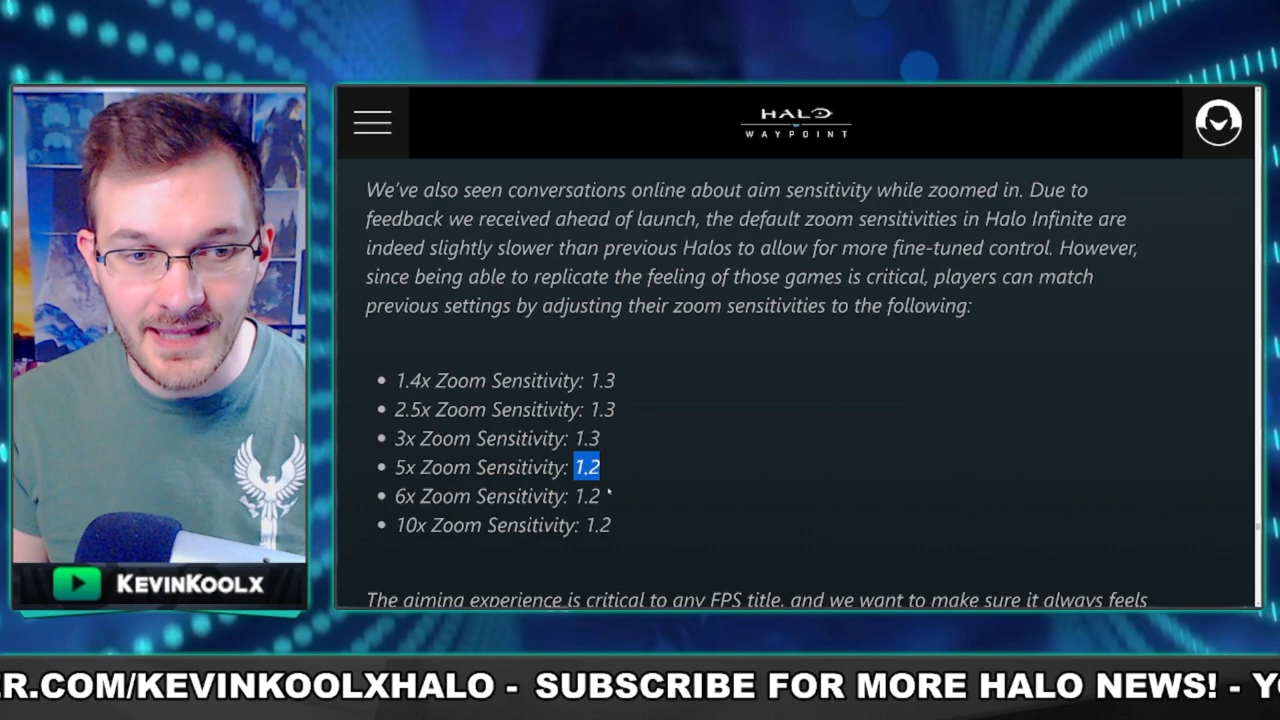 HALO
WAYPOINT
We've also seen conversations online about aim sensitivity while zoomed in. Due to
feedback we received ahead of launch, the default zoom sensitivities in Halo Infinite are
indeed slightly slower than previous Halos to allow for more fine-tuned control. However,
since being able to replicate the feeling of those games is critical, players can match
previous settings by adjusting their zoom sensitivities to the following:
• 1.4x Zoom Sensitivity: 1.3
• 2.5x Zoom Sensitivity: 1.3
• 3x Zoom Sensitivity: 1.3
• 5x Zoom Sensitivity: 1.2
• 6x Zoom Sensitivity: 1.2
• 10x Zoom Sensitivity: 1.2
The aiming experience is critical to any FPS title, and we want to make sure it always feels
KEVINKOOLX
ER.COM/KEVINKOOLXHALO - SUBSCRIBE FOR MORE HALO NEWS! - Y